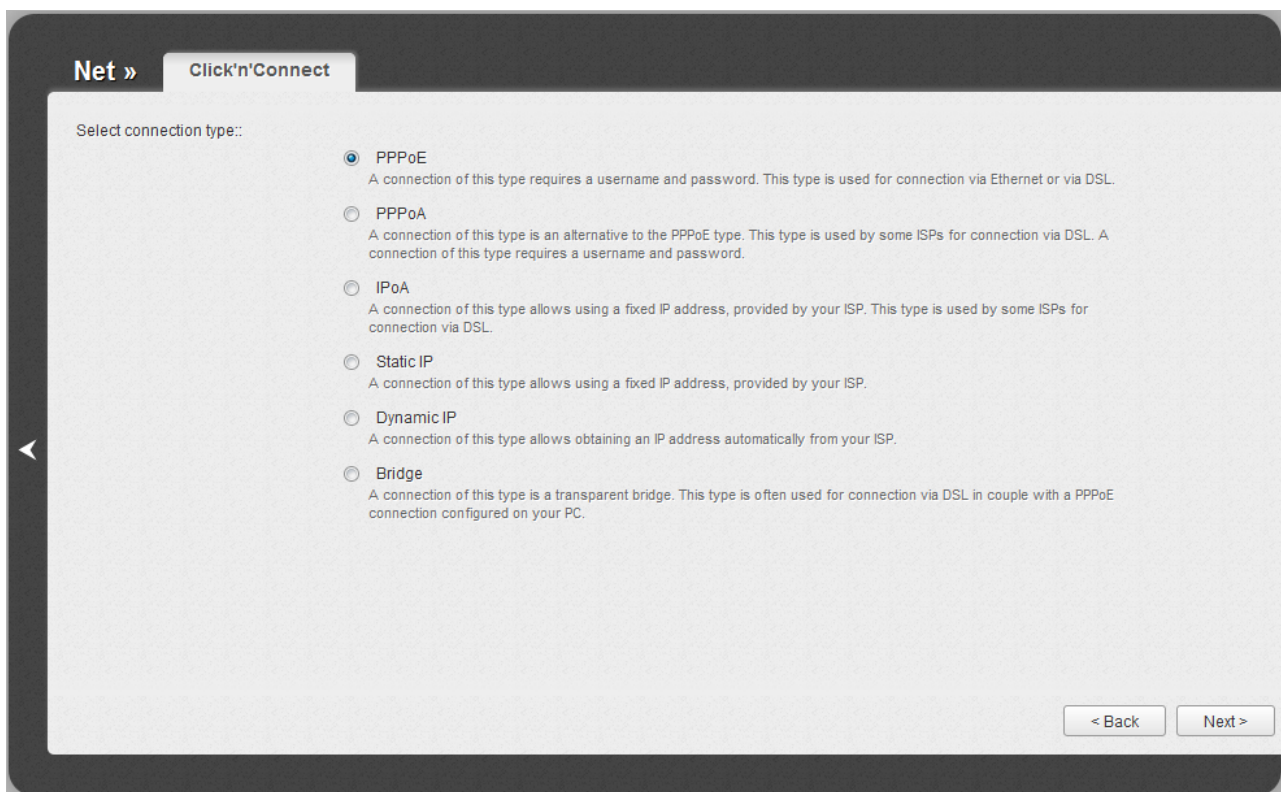 Net »
Click'n'Connect
Select connection type::
PPPoE
A connection of this type requires a username and password. This type is used for connection via Ethernet or via DSL.
PPPoA
A connection of this type is an alternative to the PPPoE type. This type is used by some ISPs for connection via DSL. A
connection of this type requires a username and password.
IPoA
A connection of this type allows using a fixed IP address, provided by your ISP. This type is used by some ISPs for
connection via DSL.
Static IP
A connection of this type allows using a fixed IP address, provided by your ISP.
Dynamic IP
A connection of this type allows obtaining an IP address automatically from your ISP.
Bridge
A connection of this type is a transparent bridge. This type is often used for connection via DSL in couple with a PPPoE
connection configured on your PC.
< Back
Next >